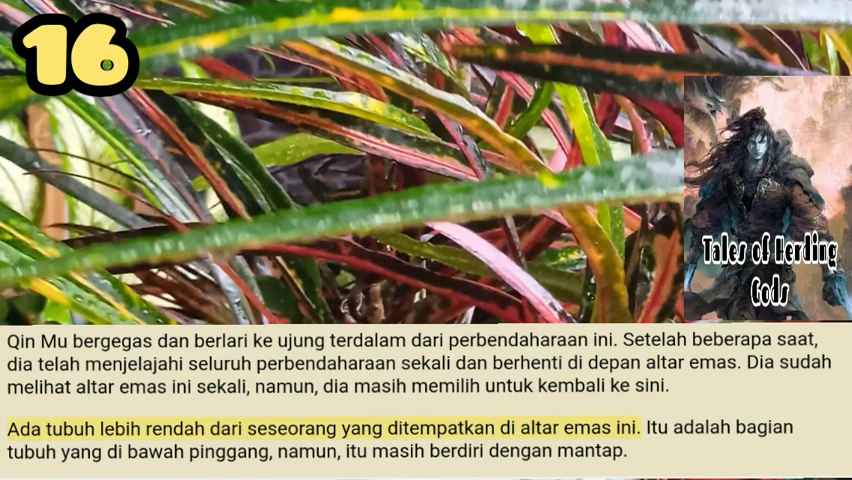 16
Tales of Herding
Gods
Qin Mu bergegas dan berlari ke ujung terdalam dari perbendaharaan ini. Setelah beberapa saat,
dia telah menjelajahi seluruh perbendaharaan sekali dan berhenti di depan altar emas. Dia sudah
melihat altar emas ini sekali, namun, dia masih memilih untuk kembali ke sini.
Ada tubuh lebih rendah dari seseorang yang ditempatkan di altar emas ini. Itu adalah bagian
tubuh yang di bawah pinggang, namun, itu masih berdiri dengan mantap.